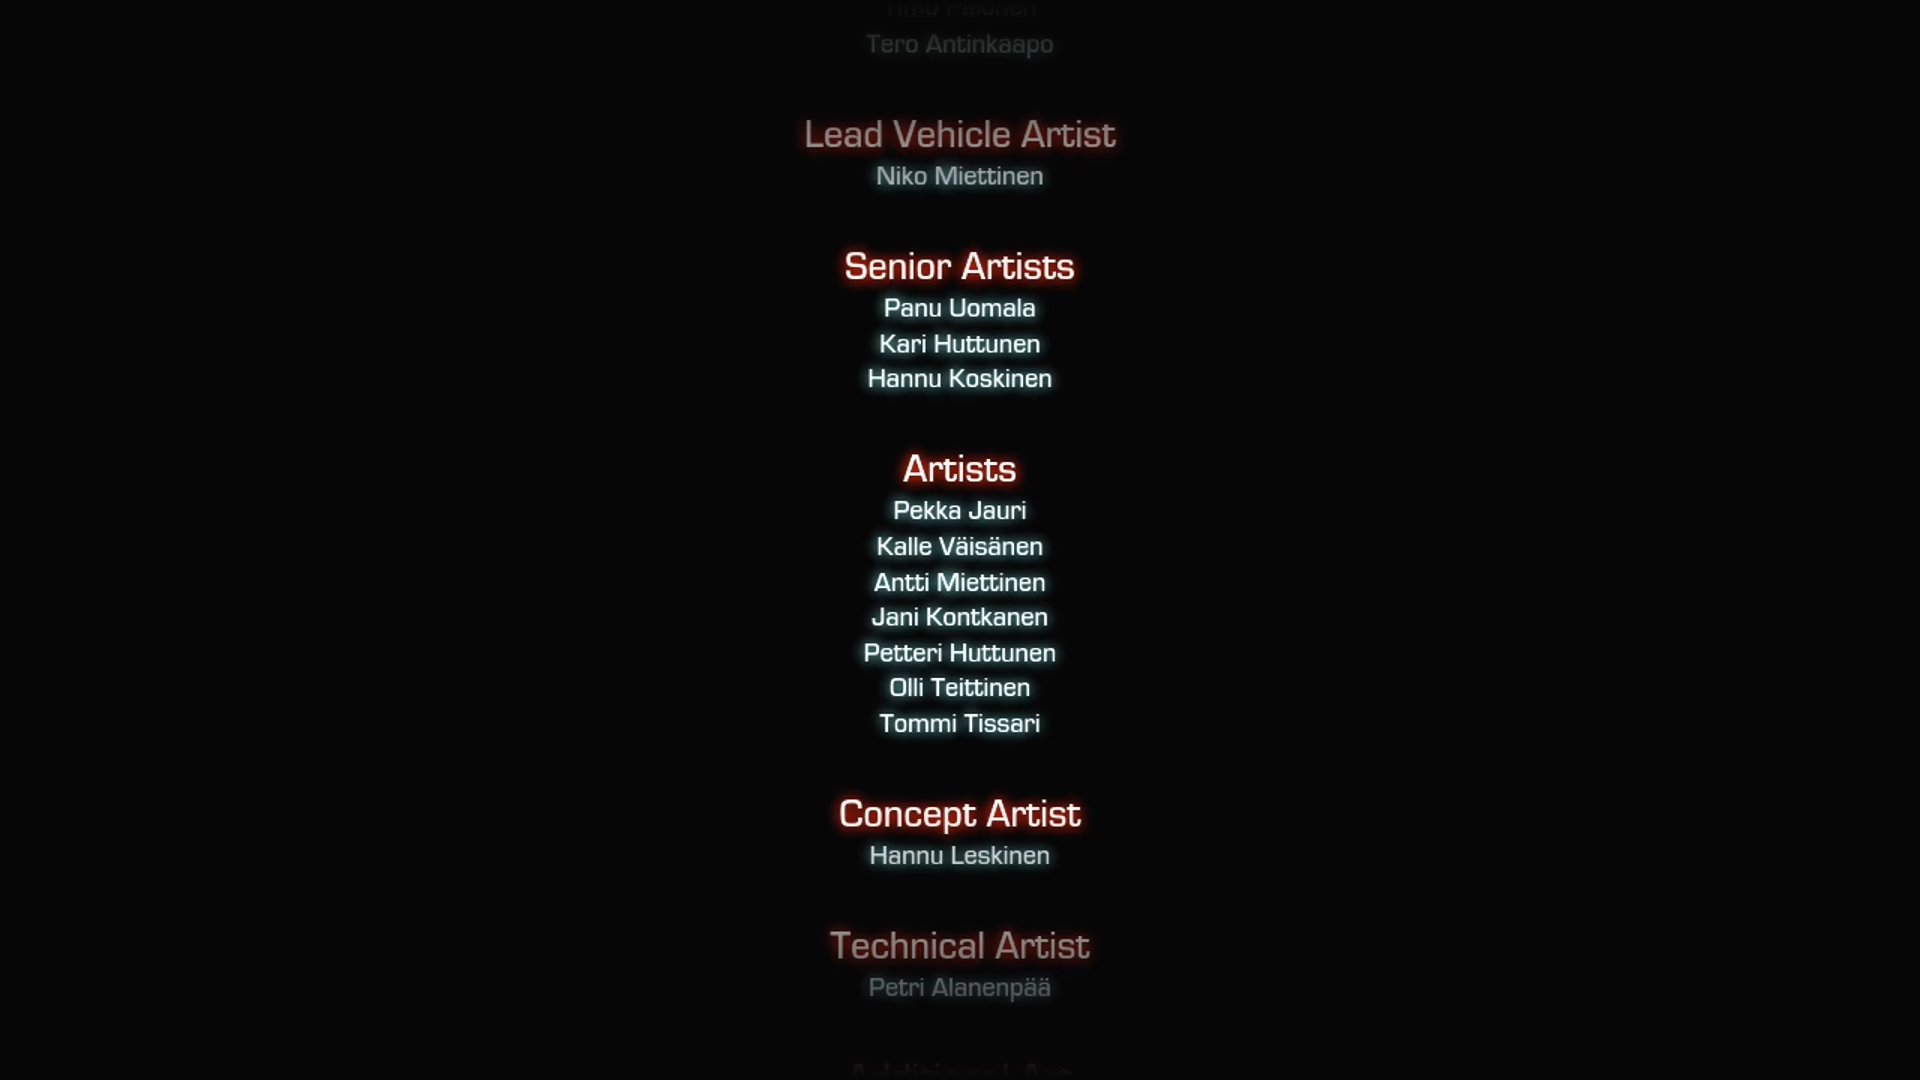 Tero Antinkaapo
Lead Vehicle Artist
Niko Miettinen
Senior Artists
Panu Uomala
Kari Huttunen
Hannu Koskinen
Artists
Pekka Jauri
Kalle Väisänen
Antti Miettinen
Jani Kontkanen
Petteri Huttunen
Olli Teittinen
Tommi Tissari
Concept Artist
Hannu Leskinen
Technical Artist
Petri Alanenpää